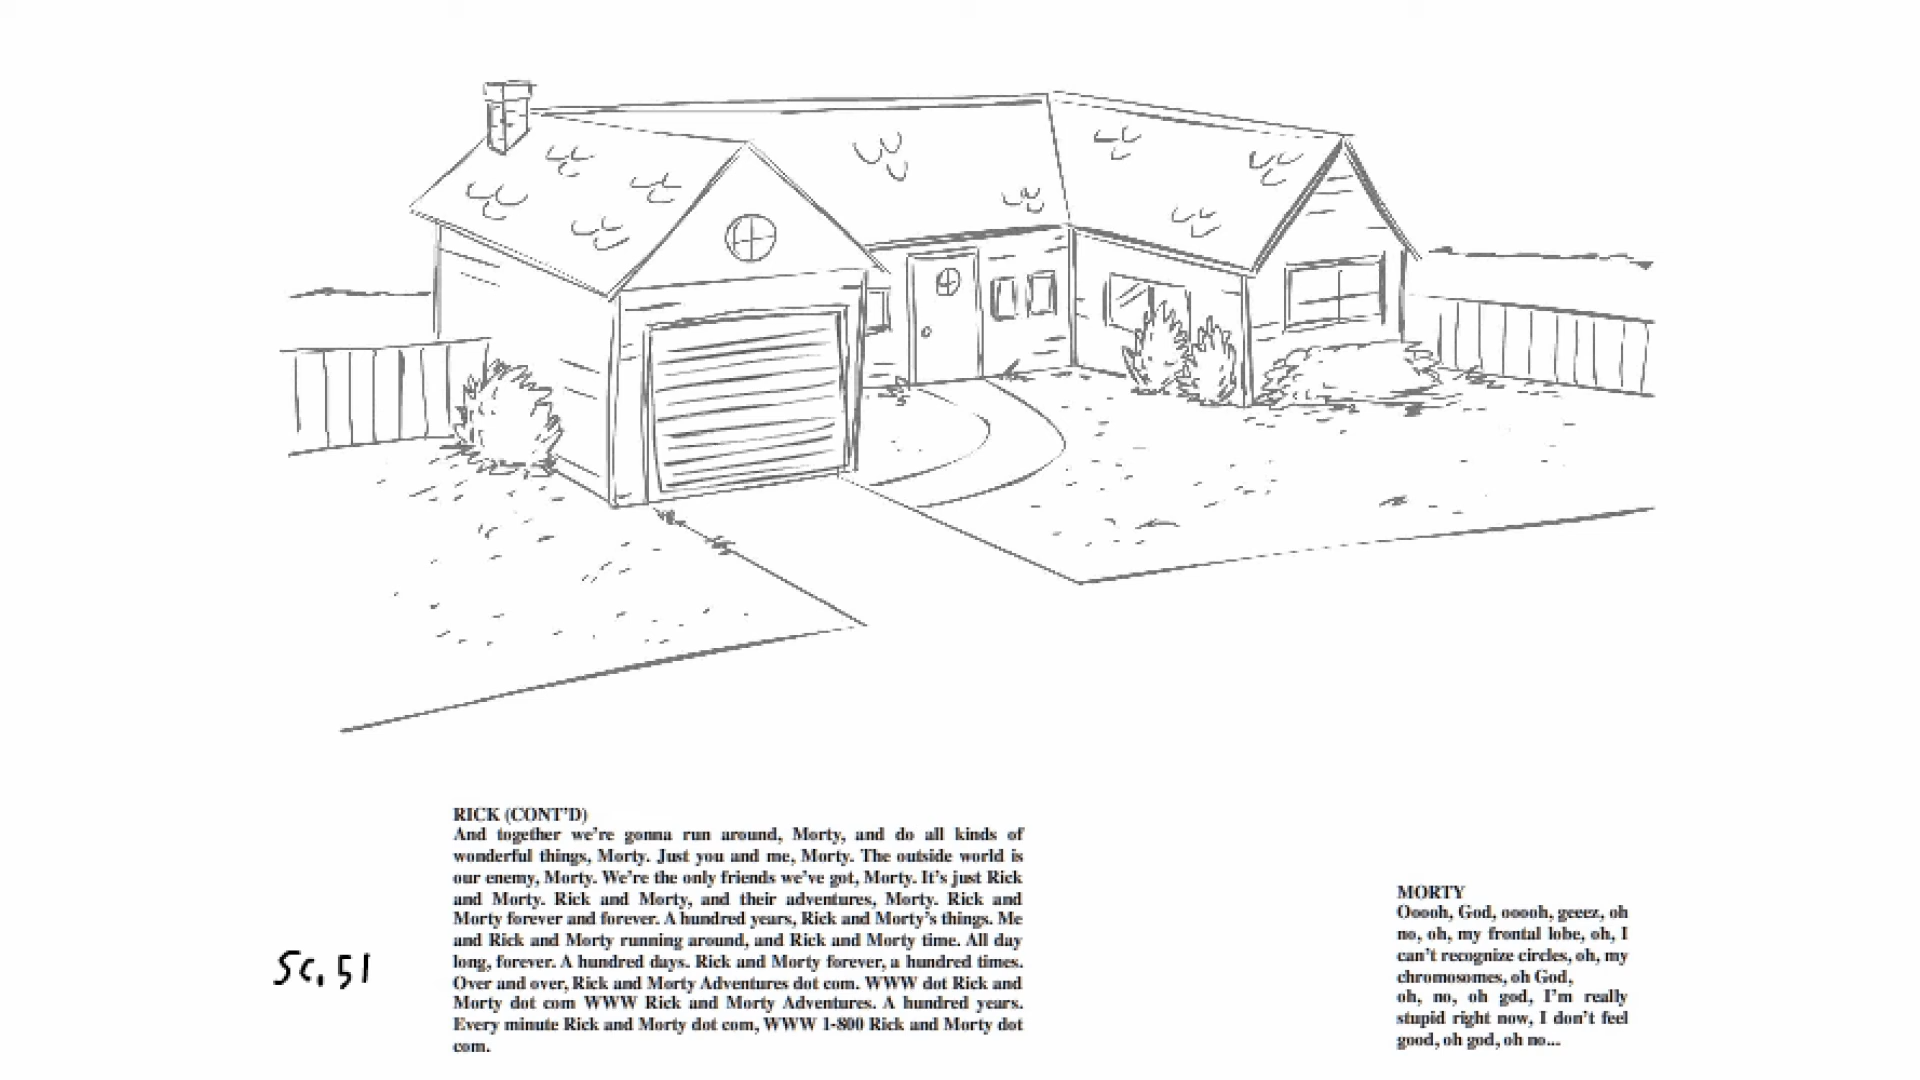 RICK (CONT'D)
And together we're gonna run around, Morty, and do all kinds of
wonderful things, Morty. Just you and me, Morty. The outside world is
our enemy, Morty. We're the only friends we've got, Morty. It's just Rick
and Morty. Rick and Morty, and their adventures, Morty. Rick and
Morty forever and forever. A hundred years, Rick and Morty's things. Me
and Rick and Morty running around, and Rick and Morty time. All day
long, forever. A hundred days. Rick and Morty forever, a hundred times.
Over and over, Rick and Morty Adventures dot com. WWW dot Rick and
Morty dot com WWW Rick and Morty Adventures. A hundred years.
Every minute Rick and Morty dot com, WWW 1-800 Rick and Morty dot
com.
MORTY
Ooooh, God, ooooh, geeez, oh
no, oh, my frontal lobe, oh, I
can't recognize circles, oh, my
chromosomes, oh God,
oh, no, oh god, I'm really
stupid right now, I don't feel
good, oh god, oh no...
Sc. 51